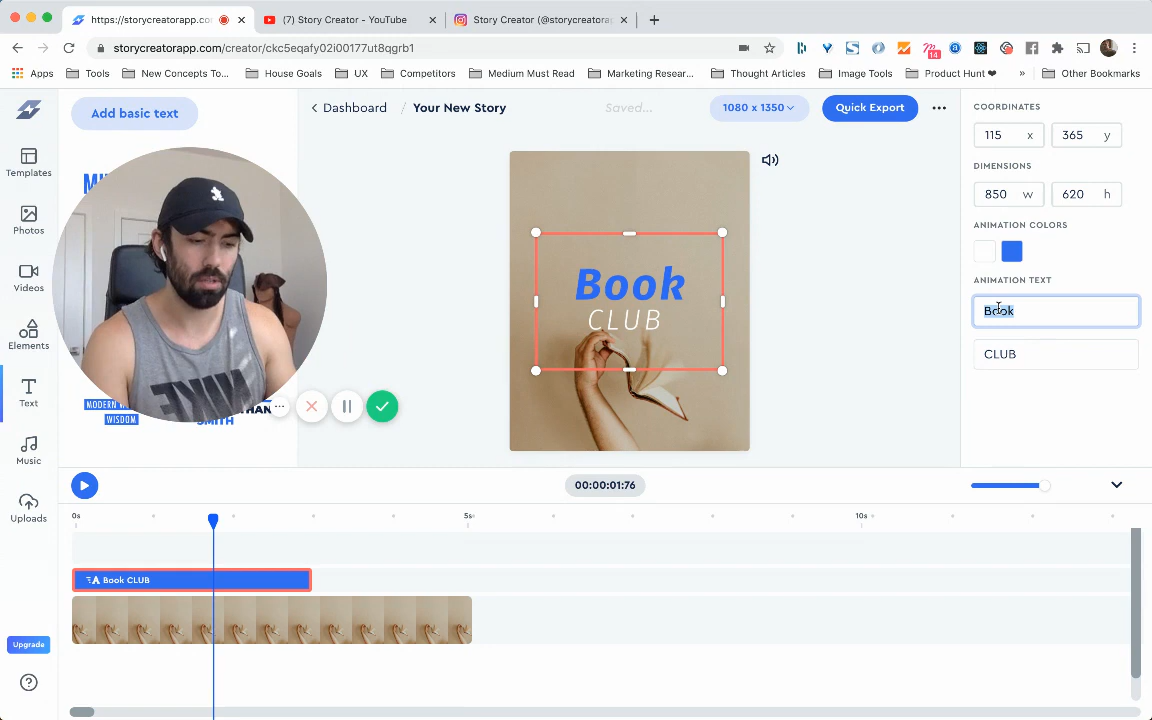 https://storycreatorapp.co
(7) Story Creator - YouTube
Story Creator (@storycreatorap
storycreatorapp.com/creator/ckc5eqafy02i00177ut8qgrb1
14
Apps
Tools
New Concepts To...
House Goals
UX
Competitors
Medium Must Read
Marketing Resear...
Thought Articles
Image Tools
Product Hunt ❤
»
Other Bookmarks
Add basic text
Dashboard / Your New Story
Saved...
1080 x 1350
Quick Export
Templates
Photos
Videos
Elements
Text
Music
Uploads
Upgrade
MODERN
WISDOM
SMITH
NIKE
Book
CLUB
COORDINATES
115 x
365 y
DIMENSIONS
850 w
620 h
ANIMATION COLORS
ANIMATION TEXT
Book
CLUB
00:00:01:76
0s
5s
10s
Book CLUB